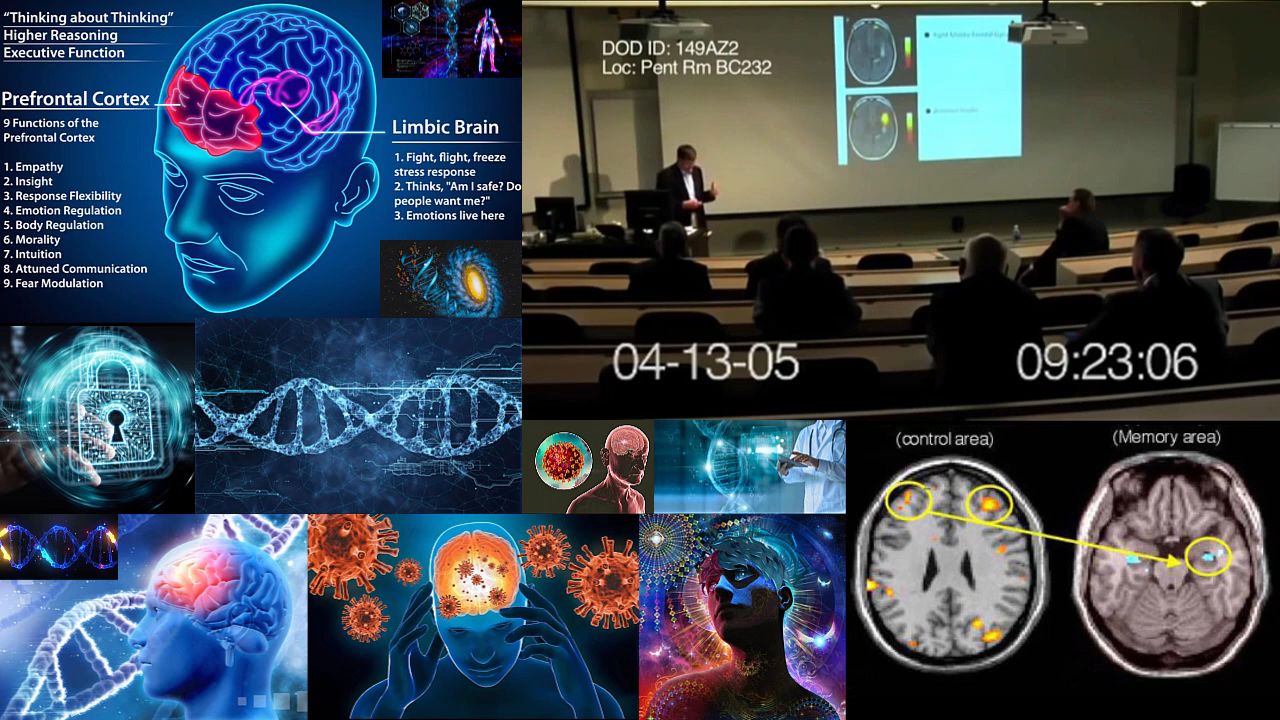 “Thinking about Thinking”
Higher Reasoning
Executive Function
Prefrontal Cortex
9 Functions of the
Prefrontal Cortex
1. Empathy
2. Insight
3. Response Flexibility
4. Emotion Regulation
5. Body Regulation
6. Morality
7. Intuition
8. Attuned Communication
9. Fear Modulation
Limbic Brain
1. Fight, flight, freeze
stress response
2. Thinks, "Am I safe? Do
people want me?"
3. Emotions live here
DOD ID: 149AZ2
Loc: Pent Rm BC232
04-13-05
09:23:06
(control area)
(Memory area)